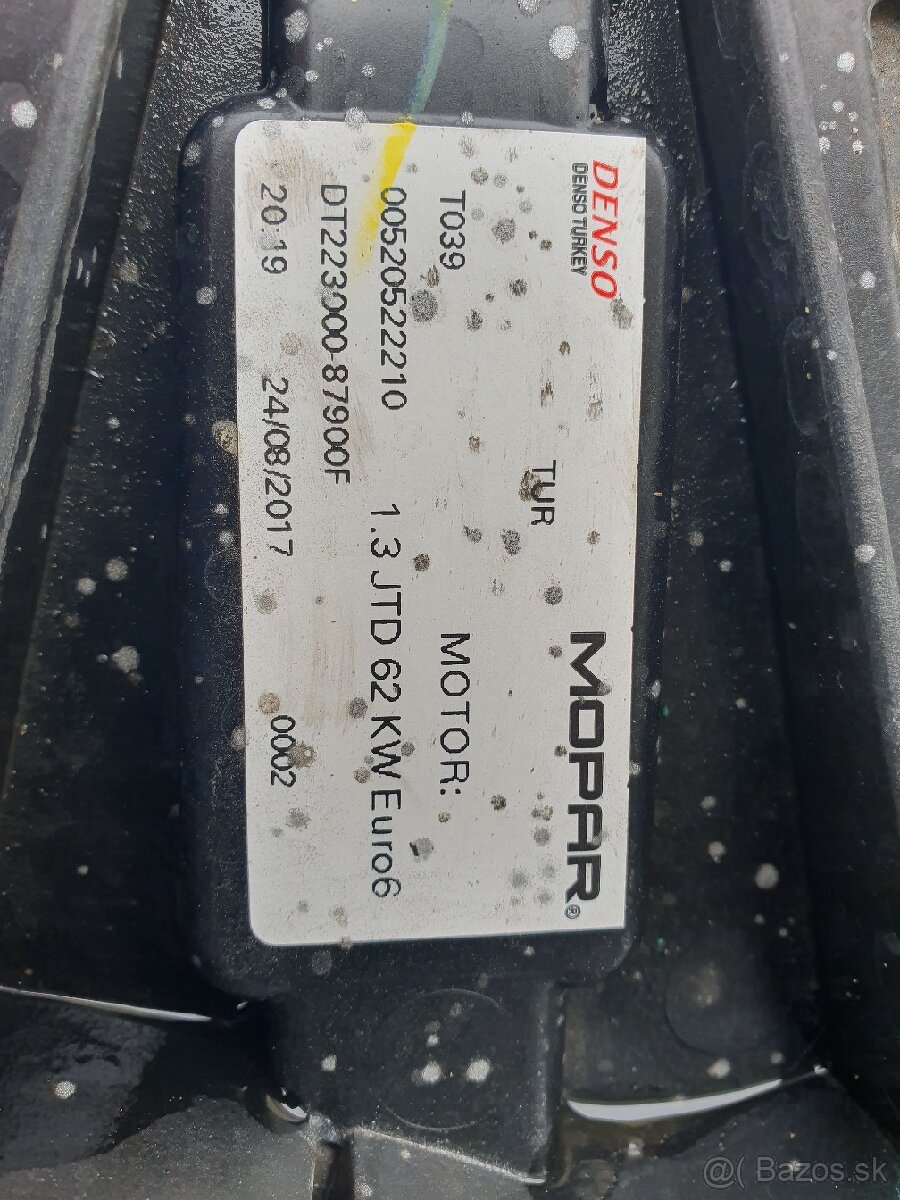 DENSO MOPAR®
DENSO TURKEY
TUR
T039 MOTOR:
00520522210 1.3 JTD 62 KW Euro6
DT223000-87900F
20:19 24/08/2017 0002
@( Bazos.sk